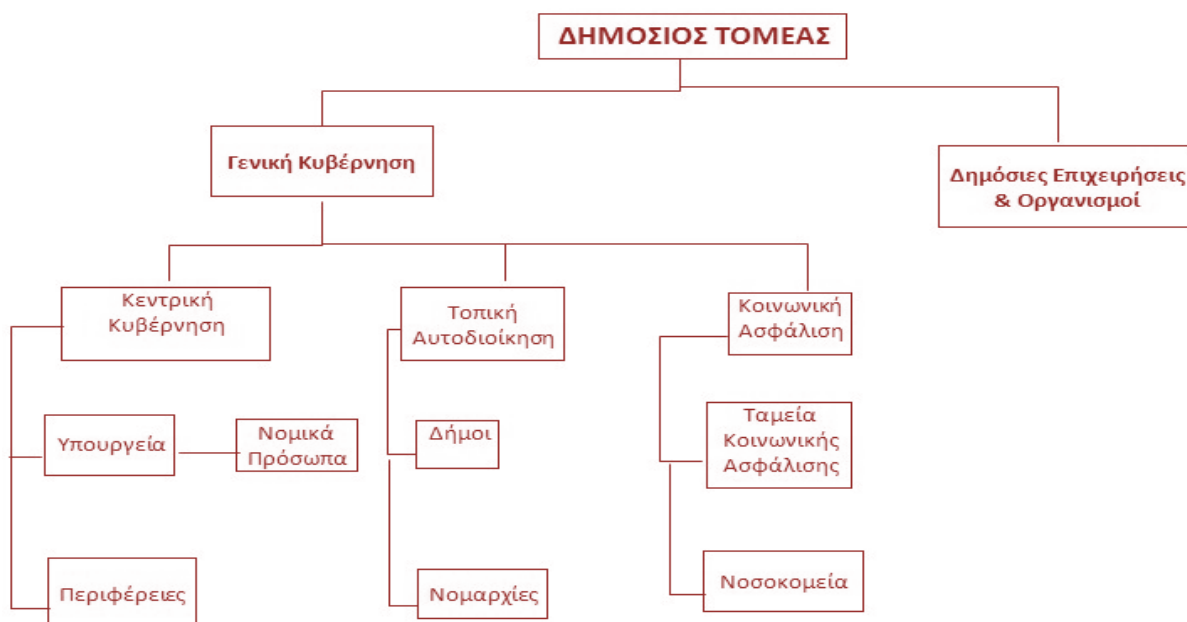 ΔΗΜΟΣΙΟΣ ΤΟΜΕΑΣ
Γενική Κυβέρνηση
Δημόσιες Επιχειρήσεις
& Οργανισμοί
Κεντρική
Κυβέρνηση
Τοπική
Αυτοδιοίκηση
Κοινωνική
Ασφάλιση
Υπουργεία
Νομικά
Πρόσωπα
Δήμοι
Ταμεία
Κοινωνικής
Ασφάλισης
Περιφέρειες
Νομαρχίες
Νοσοκομεία